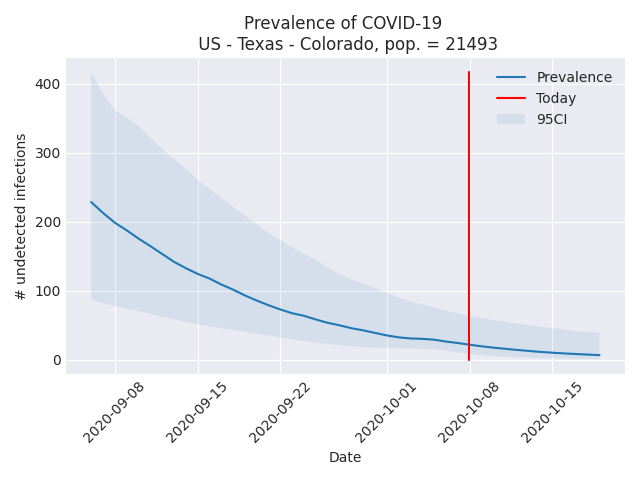 Prevalence of COVID-19
US - Texas - Colorado, pop. = 21493
Prevalence
Today
95CI
# undetected infections
400
300
200
100
0
2020-09-08
2020-09-15
2020-09-22
2020-10-01
2020-10-08
2020-10-15
Date